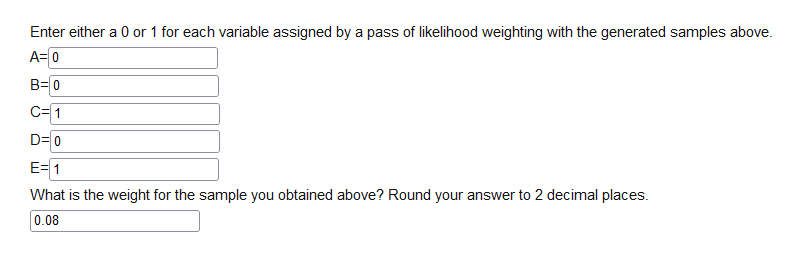 Enter either a 0 or 1 for each variable assigned by a pass of likelihood weighting with the generated samples above.
A= 0
B= 0
C= 1
D= 0
E= 1
What is the weight for the sample you obtained above? Round your answer to 2 decimal places.
0.08